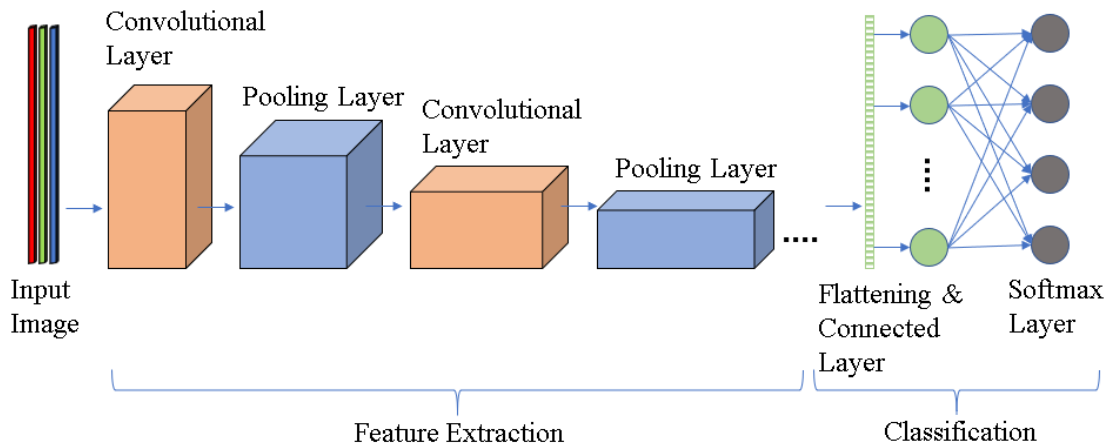 Convolutional
Layer
Pooling Layer
Convolutional
Layer
Pooling Layer
....
Input
Image
Flattening &
Connected
Layer
Softmax
Layer
Feature Extraction
Classification